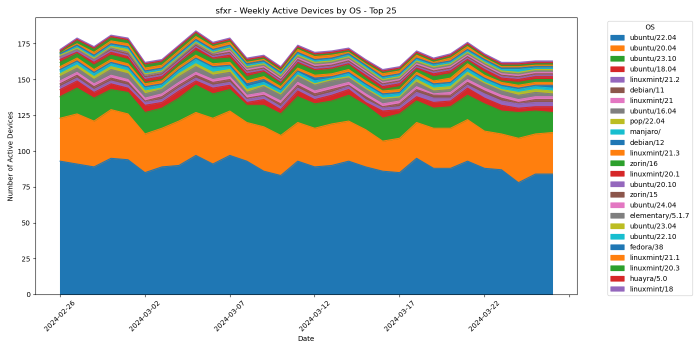 sfxr - Weekly Active Devices by OS - Top 25
Number of Active Devices
175
150
125
100
75
50
25
0
2024-02-26
2024-03-02
2024-03-07
2024-03-12
2024-03-17
2024-03-22
Date
OS
ubuntu/22.04
ubuntu/20.04
ubuntu/23.10
ubuntu/18.04
linuxmint/21.2
debian/11
linuxmint/21
ubuntu/16.04
pop/22.04
manjaro/
debian/12
linuxmint/21.3
zorin/16
linuxmint/20.1
ubuntu/20.10
zorin/15
ubuntu/24.04
elementary/5.1.7
ubuntu/23.04
ubuntu/22.10
fedora/38
linuxmint/21.1
linuxmint/20.3
huayra/5.0
linuxmint/18